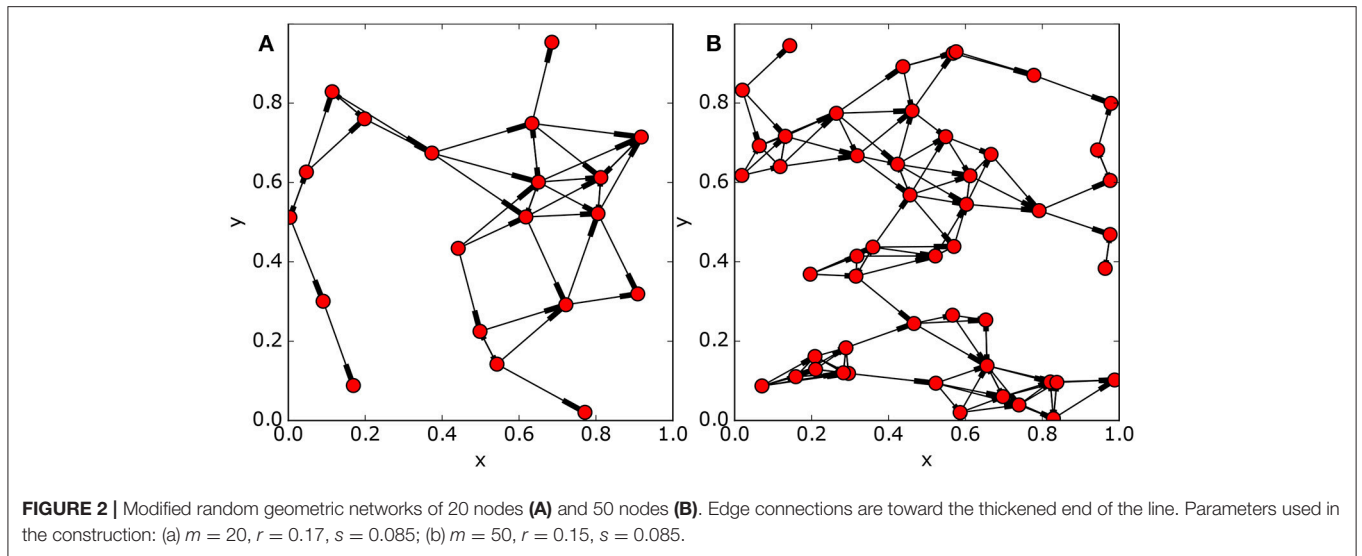 A
B
y
0.8
0.6
0.4
0.2
0.0
0.0 0.2 0.4 0.6 0.8 1.0
x
y
0.8
0.6
0.4
0.2
0.0
0.0 0.2 0.4 0.6 0.8 1.0
x
FIGURE 2 | Modified random geometric networks of 20 nodes (A) and 50 nodes (B). Edge connections are toward the thickened end of the line. Parameters used in
the construction: (a) m = 20, r = 0.17, s = 0.085; (b) m = 50, r = 0.15, s = 0.085.